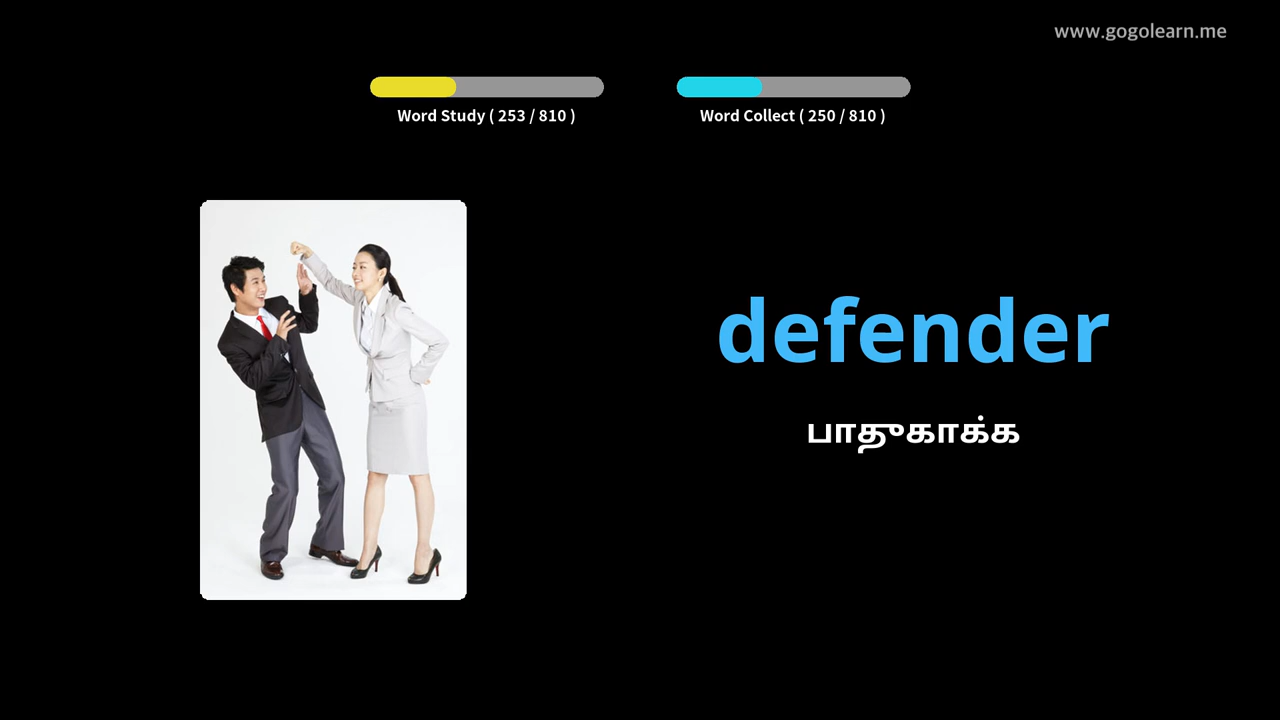 www.gogolearn.me
Word Study ( 253 / 810 )
Word Collect ( 250 / 810 )
defender
பாதுகாக்க